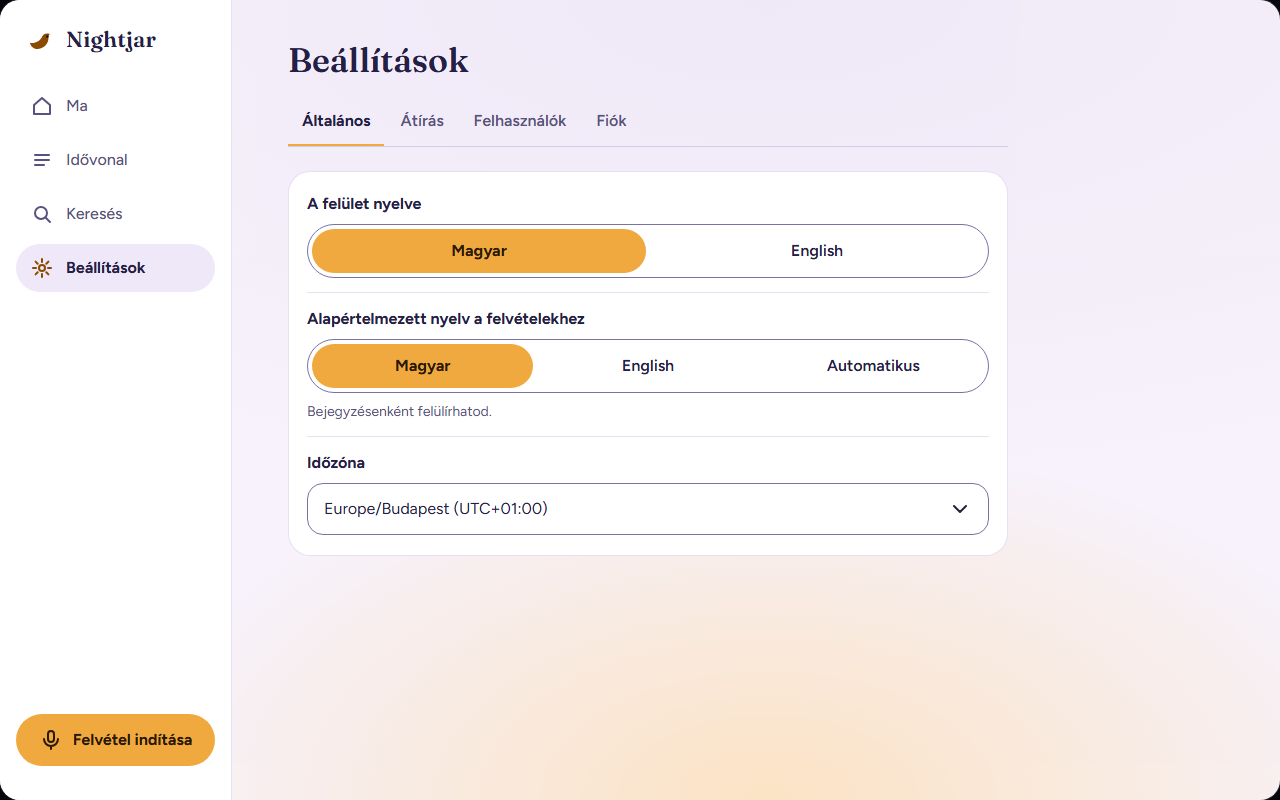 Nightjar
Ma
Idővonal
Keresés
Beállítások
Felvétel indítása
Beállítások
Általános Átírás Felhasználók Fiók
A felület nyelve
Magyar English
Alapértelmezett nyelv a felvételekhez
Magyar English Automatikus
Bejegyzésenként felülírhatod.
Időzóna
Europe/Budapest (UTC+01:00)